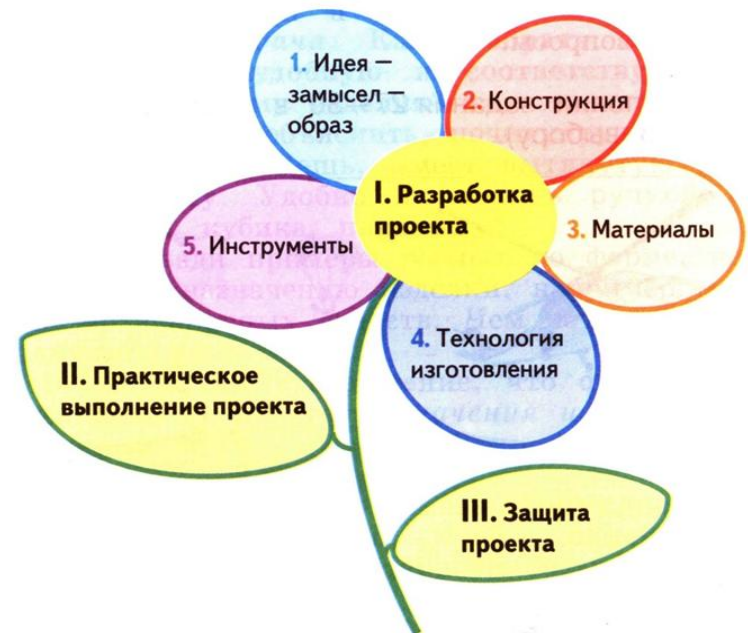 1. Идея –
замысел –
образ
2. Конструкция
I. Разработка
проекта
3. Материалы
5. Инструменты
4. Технология
изготовления
II. Практическое
выполнение проекта
III. Защита
проекта